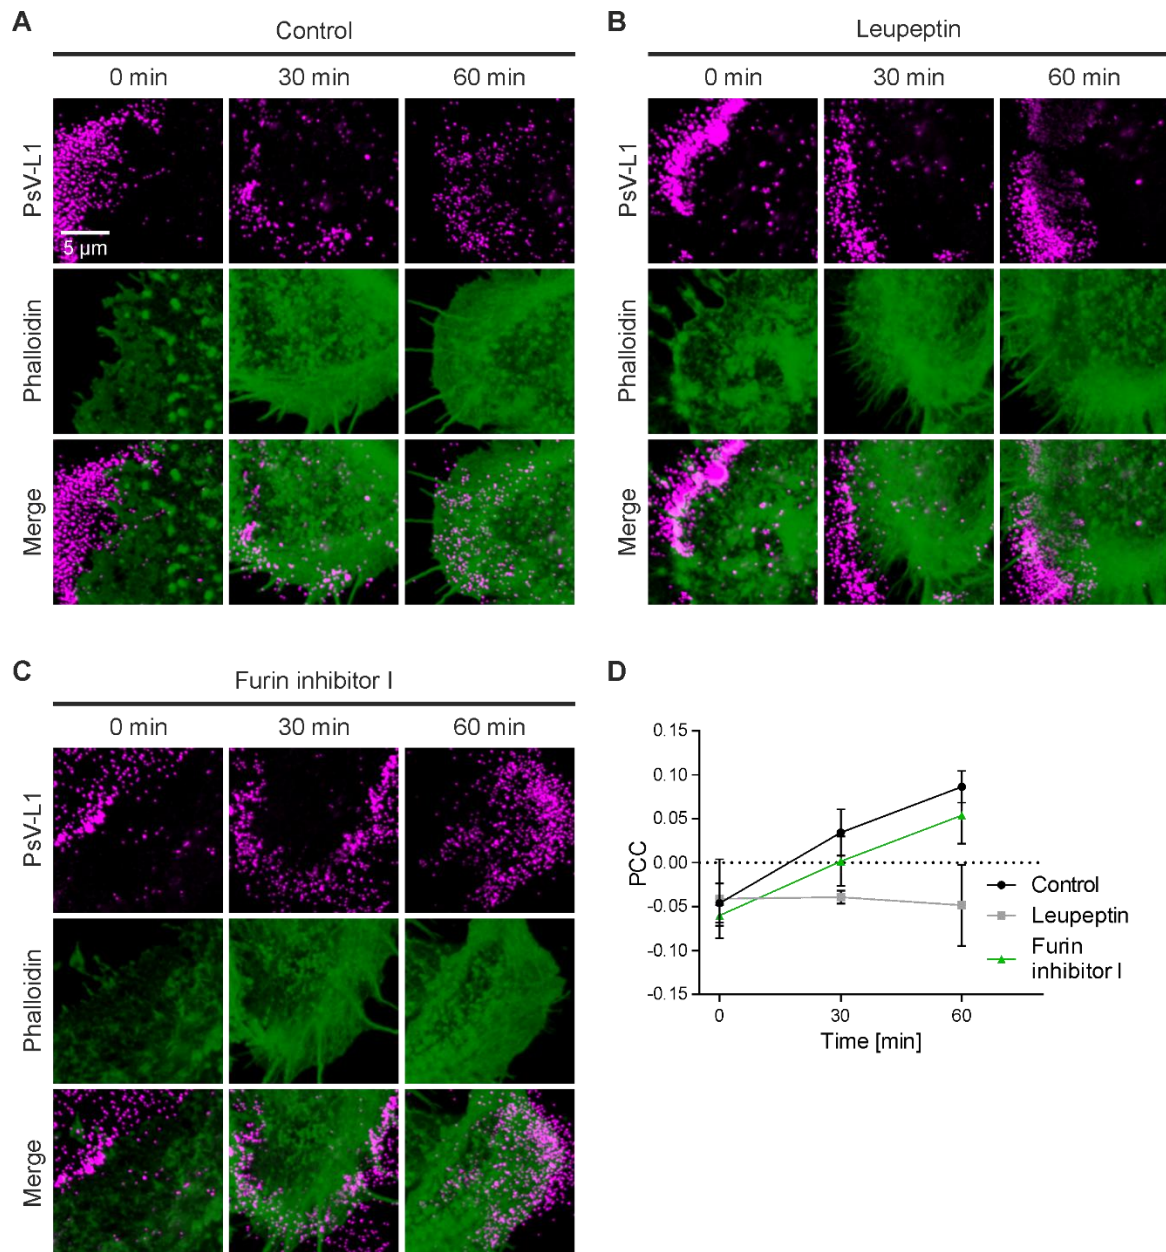 A
Control
0 min
30 min
60 min
PsV-L1
5 µm
Phalloidin
Merge
B
Leupeptin
0 min
30 min
60 min
PsV-L1
Phalloidin
Merge
C
Furin inhibitor I
0 min
30 min
60 min
PsV-L1
Phalloidin
Merge
D
0.15
0.10
0.05
0.00
-0.05
-0.10
-0.15
PCC
0
30
60
Time [min]
Control
Leupeptin
Furin
inhibitor I